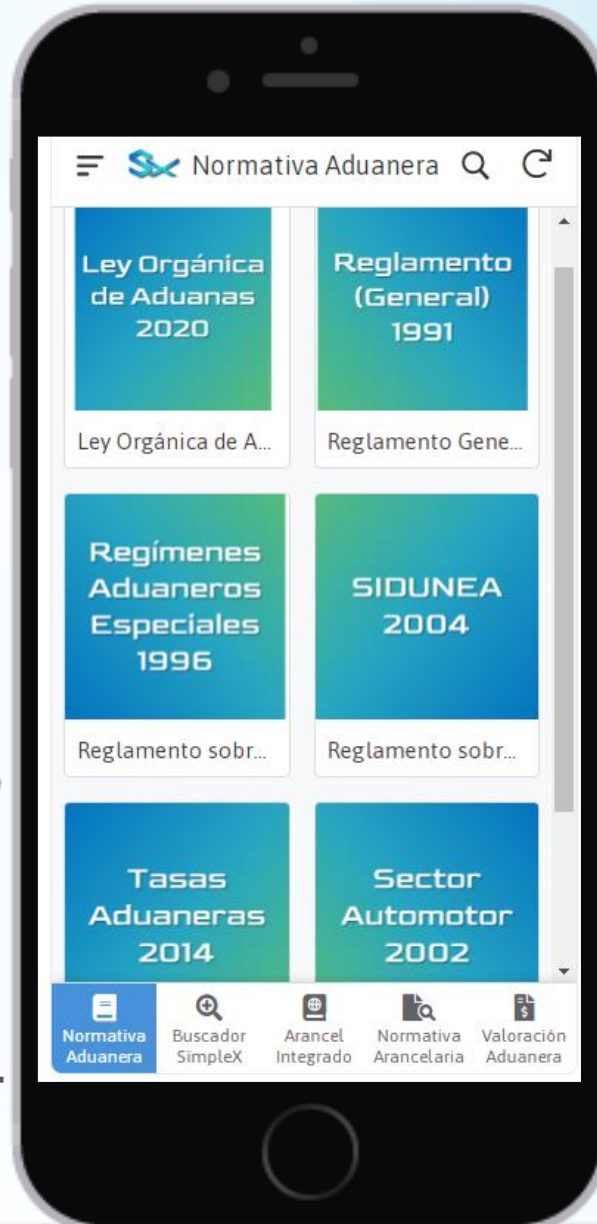 Normativa Aduanera
Ley Orgánica
de Aduanas
2020
Ley Orgánica de A...
Reglamento
(General)
1991
Reglamento Gene...
Regímenes
Aduaneros
Especiales
1996
Reglamento sobr...
SIDUNEA
2004
Reglamento sobr...
Tasas
Aduaneras
2014
Sector
Automotor
2002
Normativa
Aduanera
Buscador
SimpleX
Arancel
Integrado
Normativa
Arancelaria
Valoración
Aduanera